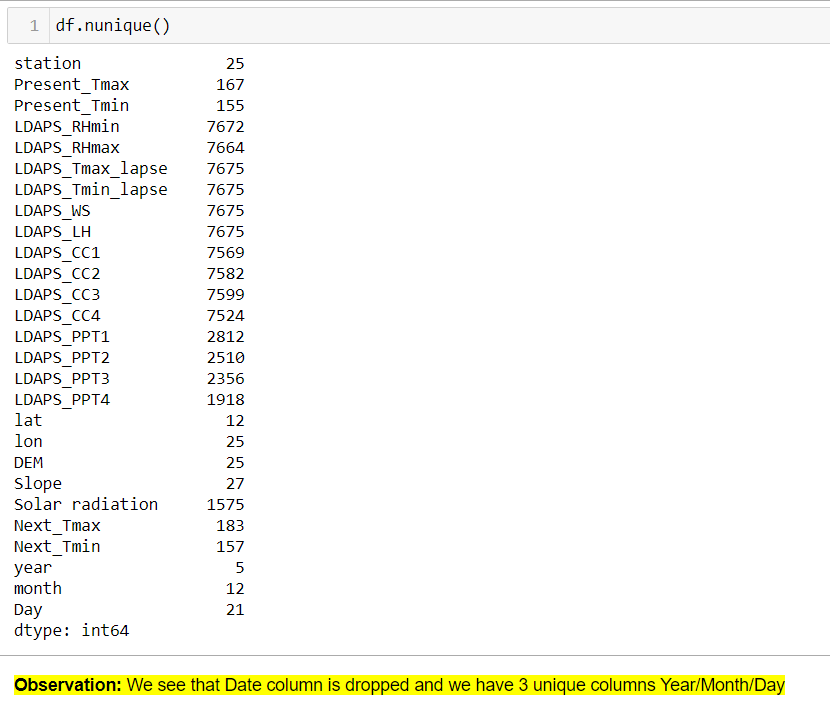 1 df.nunique()
station 25
Present_Tmax 167
Present_Tmin 155
LDAPS_RHmin 7672
LDAPS_RHmax 7664
LDAPS_Tmax_lapse 7675
LDAPS_Tmin_lapse 7675
LDAPS_WS 7675
LDAPS_LH 7675
LDAPS_CC1 7569
LDAPS_CC2 7582
LDAPS_CC3 7599
LDAPS_CC4 7524
LDAPS_PPT1 2812
LDAPS_PPT2 2510
LDAPS_PPT3 2356
LDAPS_PPT4 1918
lat 12
lon 25
DEM 25
Slope 27
Solar radiation 1575
Next_Tmax 183
Next_Tmin 157
year 5
month 12
Day 21
dtype: int64
Observation: We see that Date column is dropped and we have 3 unique columns Year/Month/Day